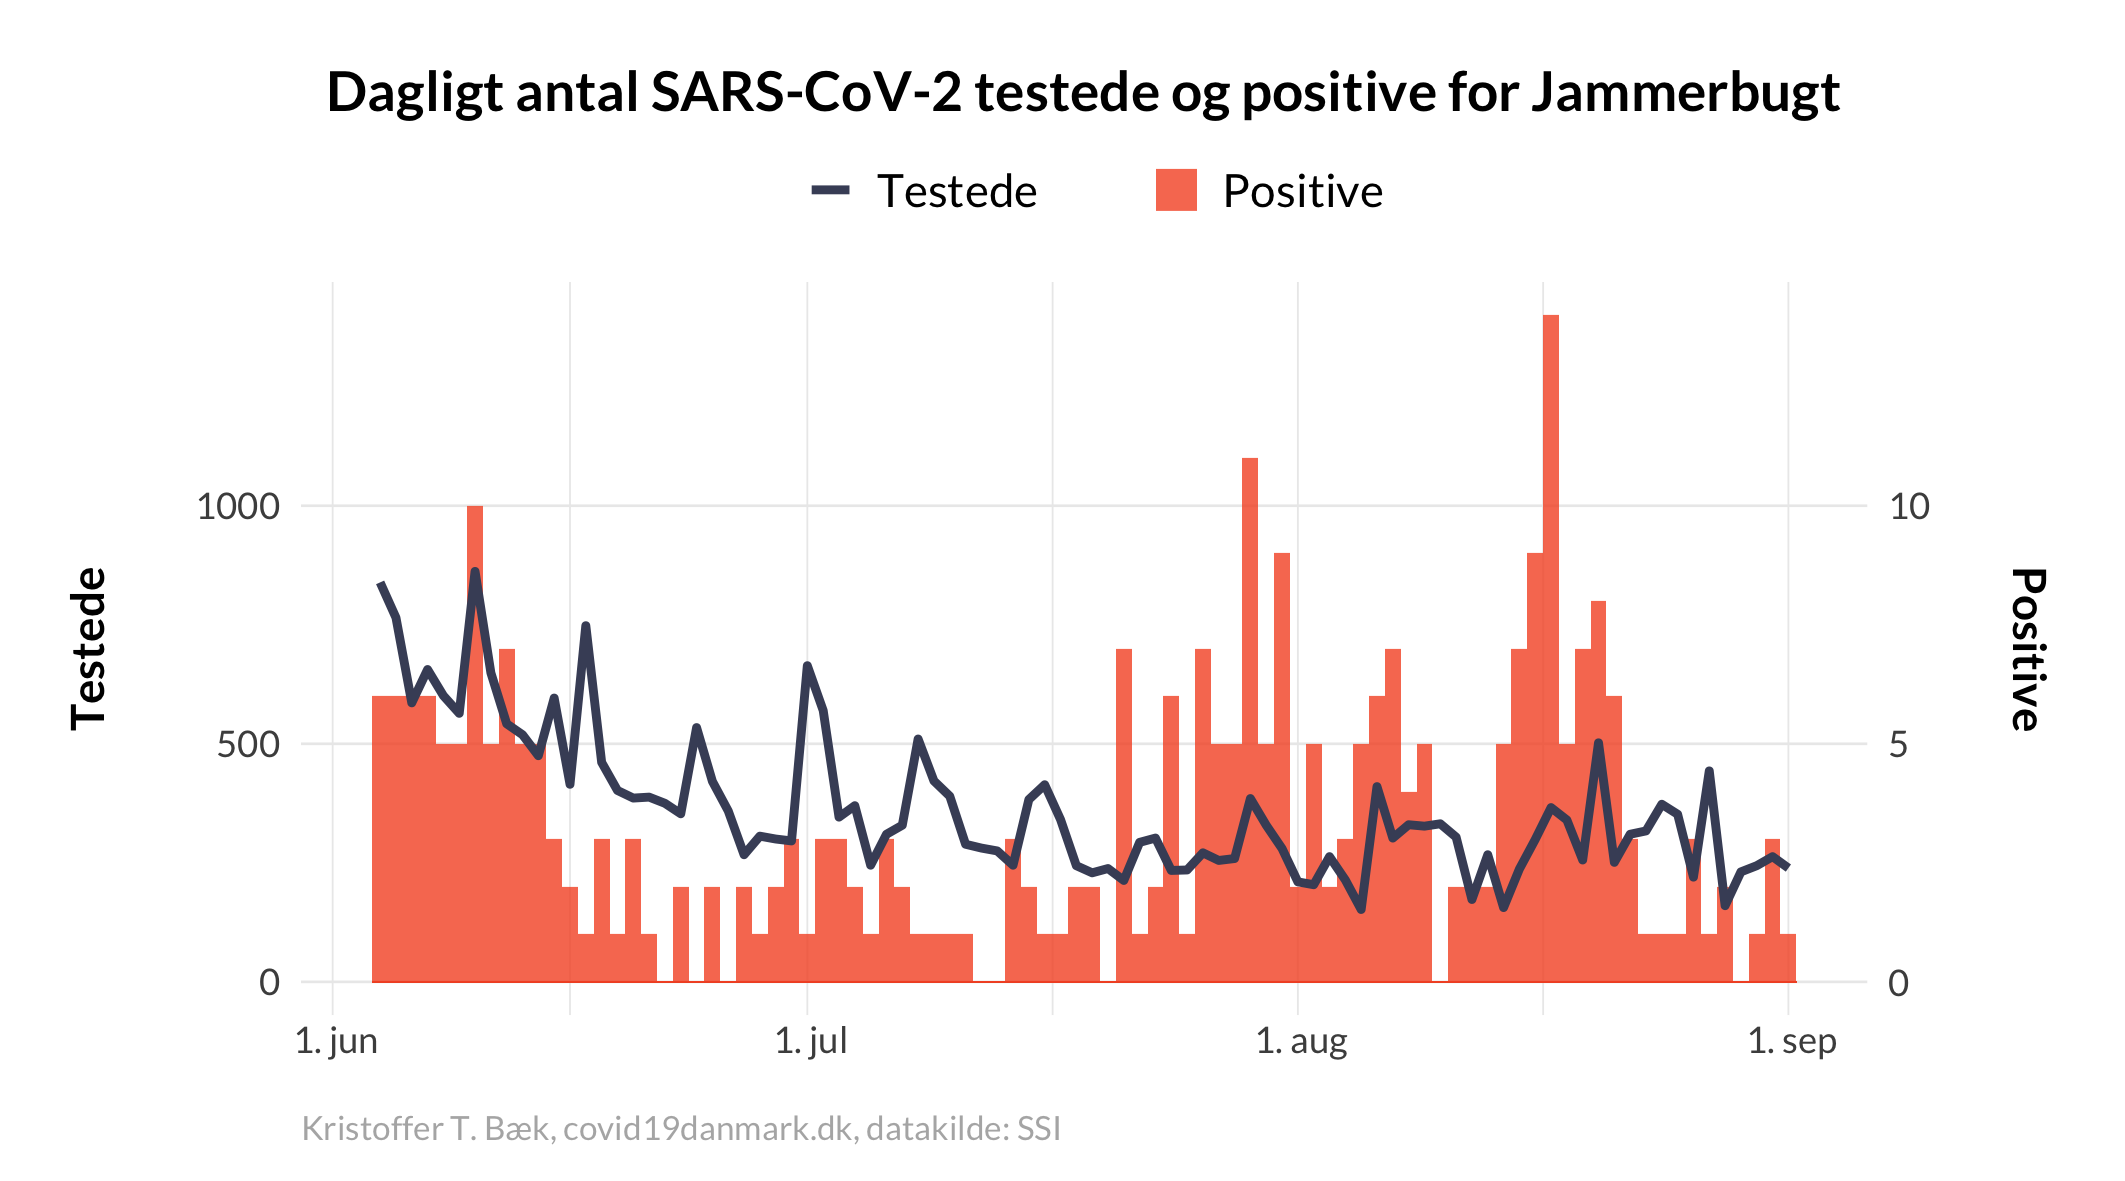 Dagligt antal SARS-CoV-2 testede og positive for Jammerbugt
Testede
Positive
1000
500
0
Testede
10
5
0
Positive
1. jun
1. jul
1. aug
1. sep
Kristoffer T. Bæk, covid19danmark.dk, datakilde: SSI